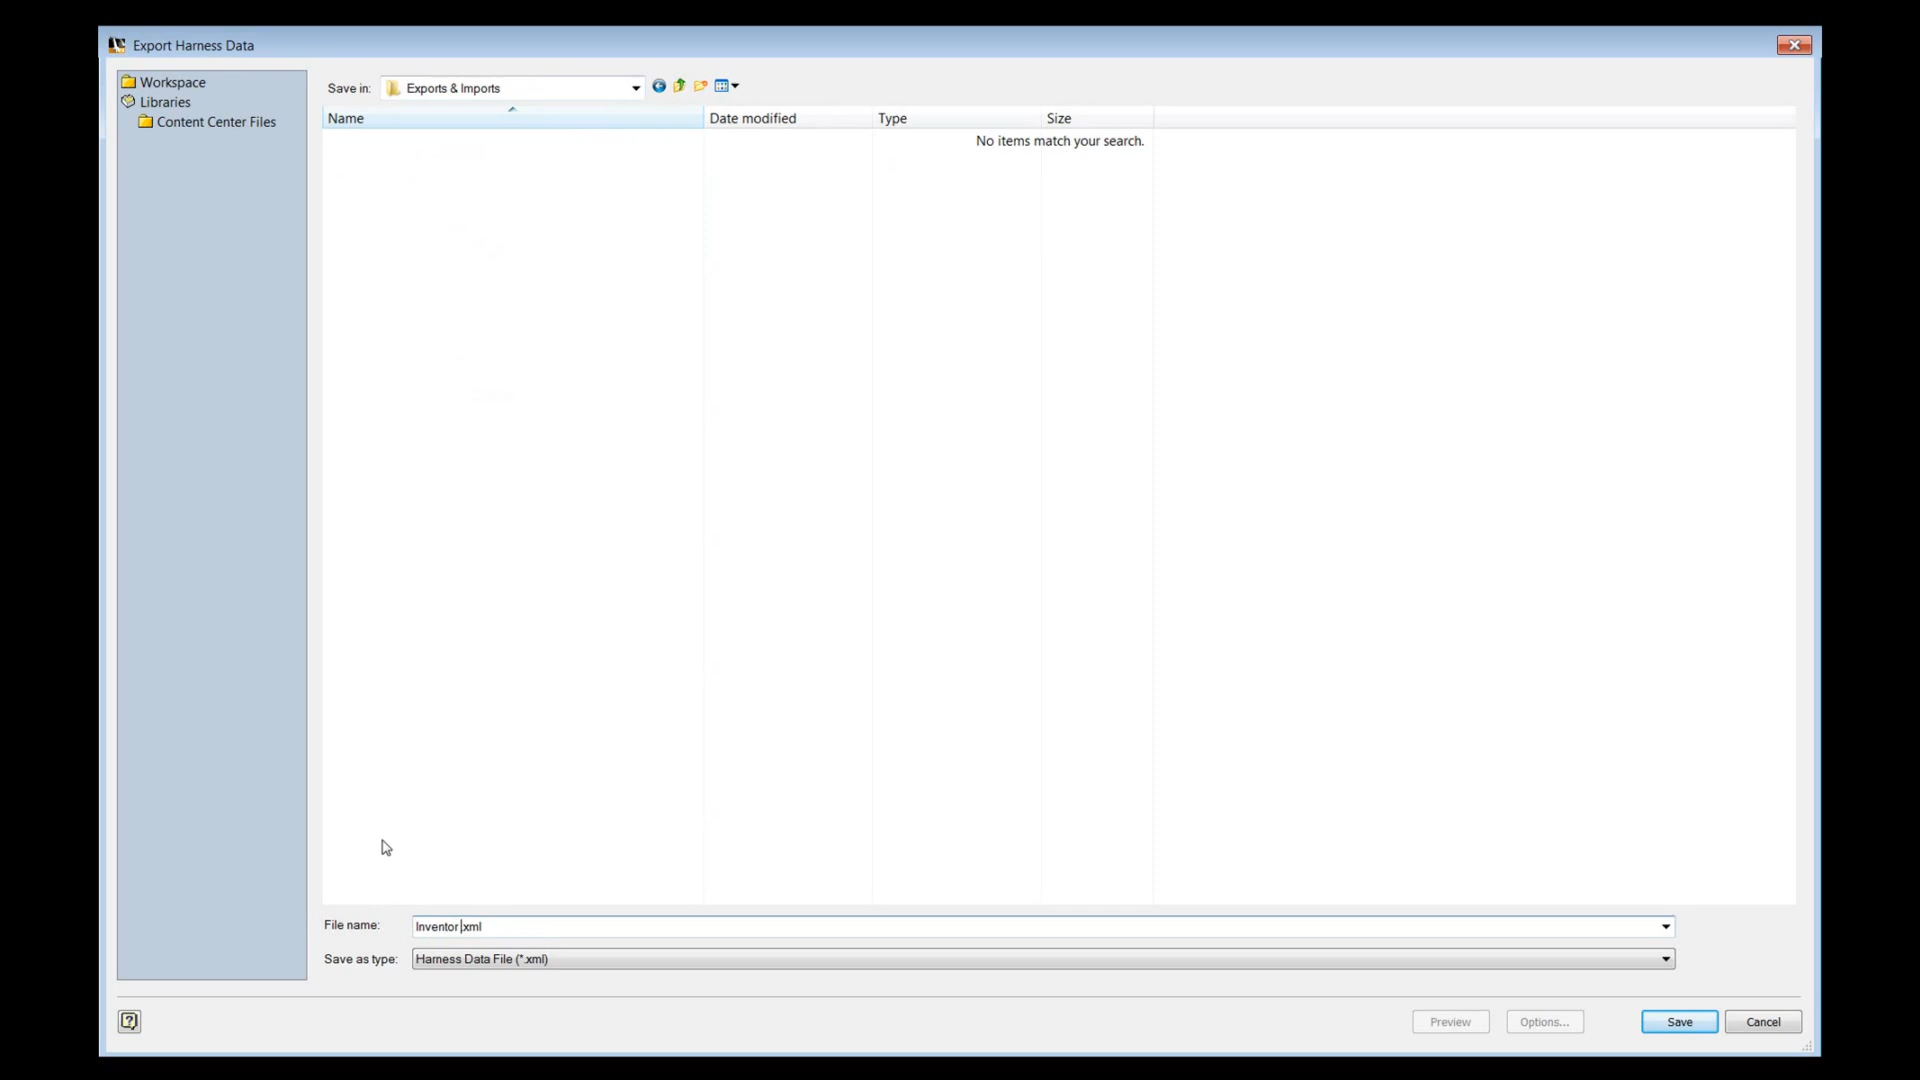 Export Harness Data
Workspace
Libraries
Content Center Files
Save in: Exports & Imports
Name Date modified Type Size
No items match your search.
File name: Inventor .xml
Save as type: Harness Data File (*.xml)
Preview Options... Save Cancel